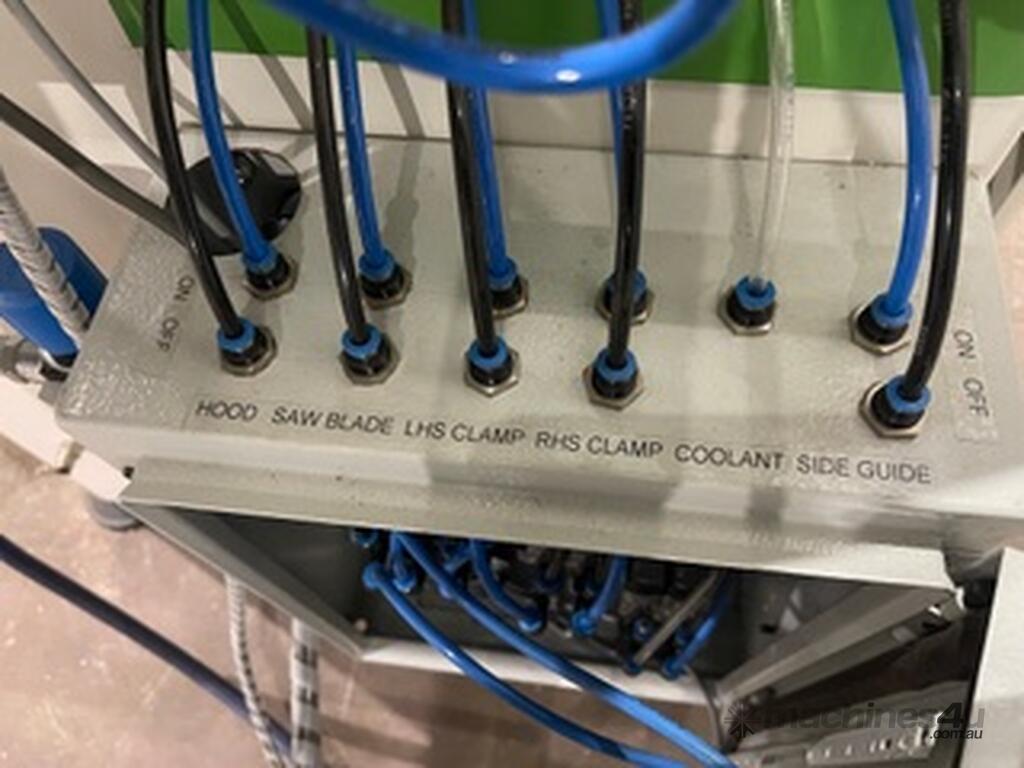 ON OFF
ON OFF
HOOD SAW BLADE LHS CLAMP RHS CLAMP COOLANT SIDE GUIDE
machines4u
.com.au